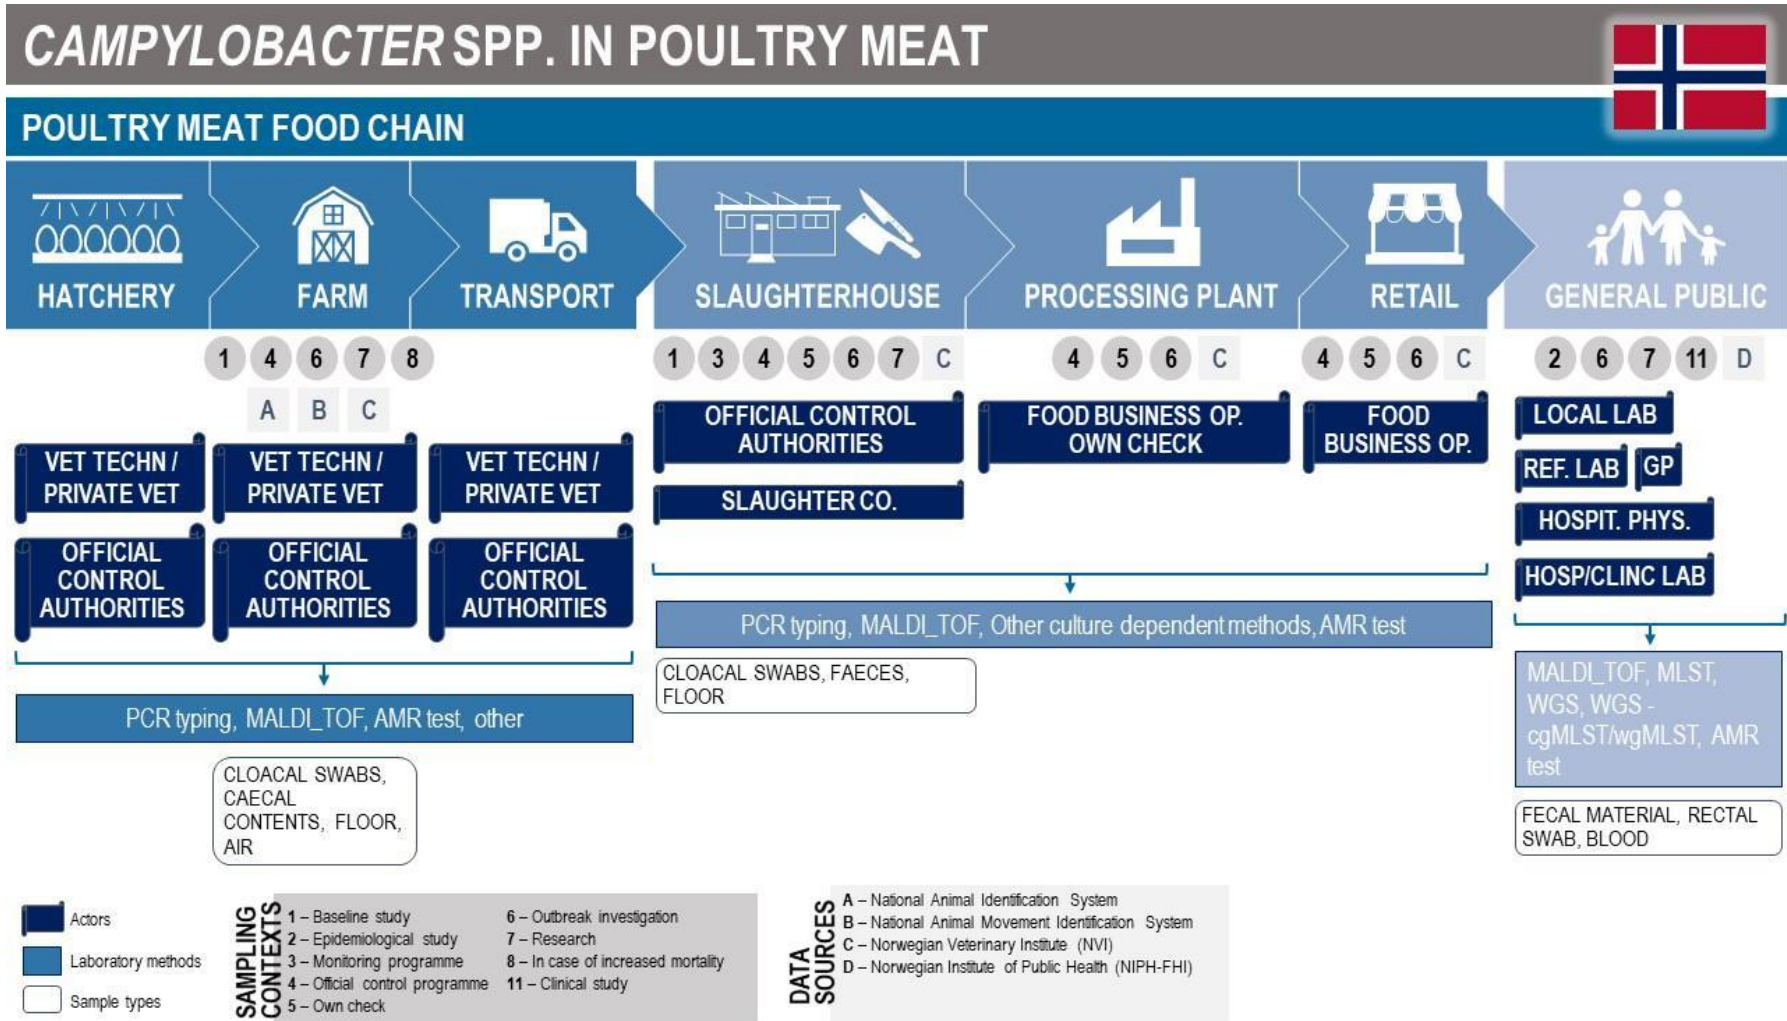 CAMPYLOBACTER SPP. IN POULTRY MEAT
POULTRY MEAT FOOD CHAIN
HATCHERY
FARM
TRANSPORT
SLAUGHTERHOUSE
PROCESSING PLANT
RETAIL
GENERAL PUBLIC
1 4 6 7 8
A B C
1 3 4 5 6 7 C
4 5 6 C
4 5 6 C
2 6 7 11 D
VET TECHN /
PRIVATE VET
VET TECHN /
PRIVATE VET
VET TECHN /
PRIVATE VET
OFFICIAL
CONTROL
AUTHORITIES
OFFICIAL
CONTROL
AUTHORITIES
OFFICIAL
CONTROL
AUTHORITIES
PCR typing, MALDI_TOF, AMR test, other
CLOACAL SWABS,
CAECAL
CONTENTS, FLOOR,
AIR
OFFICIAL CONTROL
AUTHORITIES
SLAUGHTER CO.
FOOD BUSINESS OP.
OWN CHECK
FOOD
BUSINESS OP.
PCR typing, MALDI_TOF, Other culture dependent methods, AMR test
CLOACAL SWABS, FAECES,
FLOOR
LOCAL LAB
REF. LAB
GP
HOSPIT. PHYS.
HOSP/CLINC LAB
MALDI_TOF, MLST,
WGS, WGS -
cgMLST/wgMLST, AMR
test
FECAL MATERIAL, RECTAL
SWAB, BLOOD
Actors
Laboratory methods
Sample types
SAMPLING
CONTEXTS
1 – Baseline study
2 – Epidemiological study
3 – Monitoring programme
4 – Official control programme
5 – Own check
6 – Outbreak investigation
7 – Research
8 – In case of increased mortality
11 – Clinical study
DATA
SOURCES
A – National Animal Identification System
B – National Animal Movement Identification System
C – Norwegian Veterinary Institute (NVI)
D – Norwegian Institute of Public Health (NIPH-FHI)